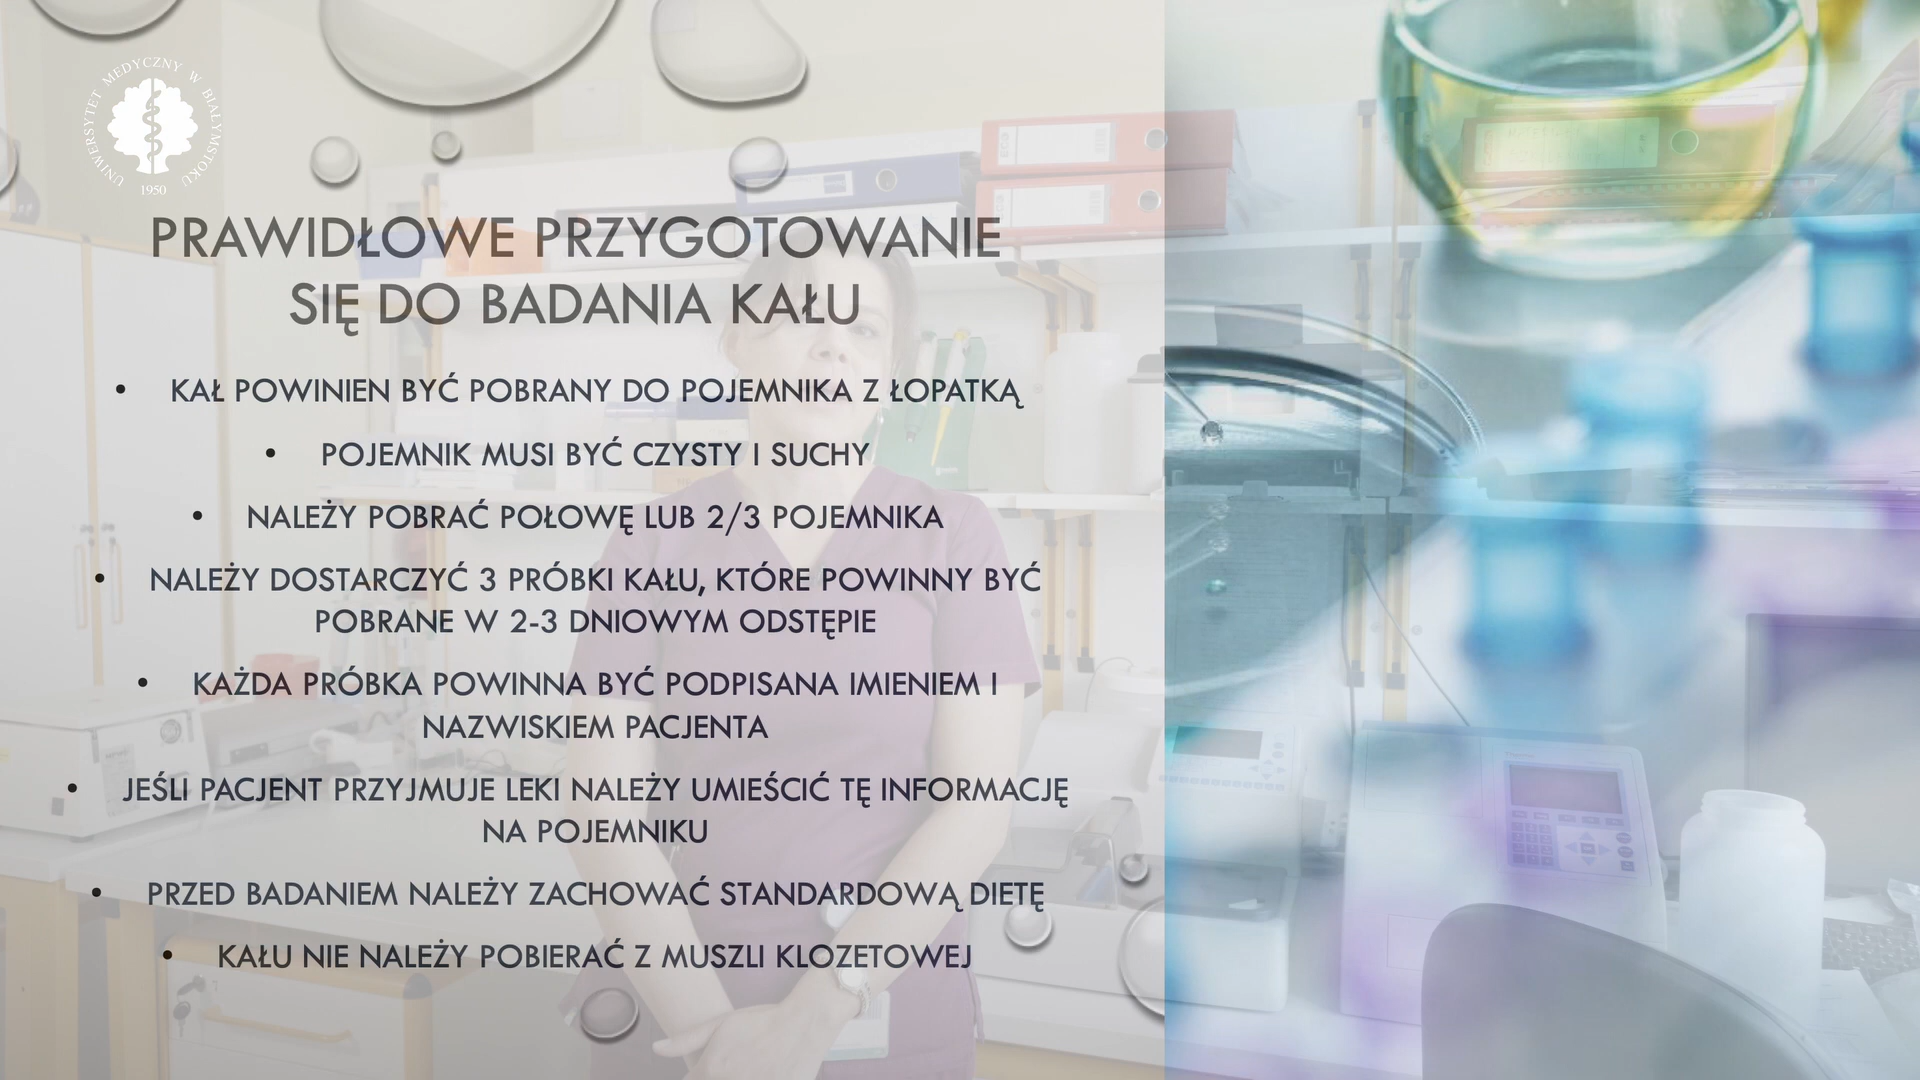 UNIWERSYTET MEDYCZNY W BIAŁYMSTOKU
1950
PRAWIDŁOWE PRZYGOTOWANIE
SIĘ DO BADANIA KAŁU
• KAŁ POWINIEN BYĆ POBRANY DO POJEMNIKA Z ŁOPATKĄ
• POJEMNIK MUSI BYĆ CZYSTY I SUCHY
• NALEŻY POBRAĆ POŁOWĘ LUB 2/3 POJEMNIKA
• NALEŻY DOSTARCZYĆ 3 PRÓBKI KAŁU, KTÓRE POWINNY BYĆ
POBRANE W 2-3 DNIOWYM ODSTĘPIE
• KAŻDA PRÓBKA POWINNA BYĆ PODPISANA IMIENIEM I
NAZWISKIEM PACJENTA
• JEŚLI PACJENT PRZYJMUJE LEKI NALEŻY UMIEŚCIĆ TĘ INFORMACJĘ
NA POJEMNIKU
• PRZED BADANIEM NALEŻY ZACHOWAĆ STANDARDOWĄ DIETĘ
• KAŁU NIE NALEŻY POBIERAĆ Z MUSZLI KLOZETOWEJ